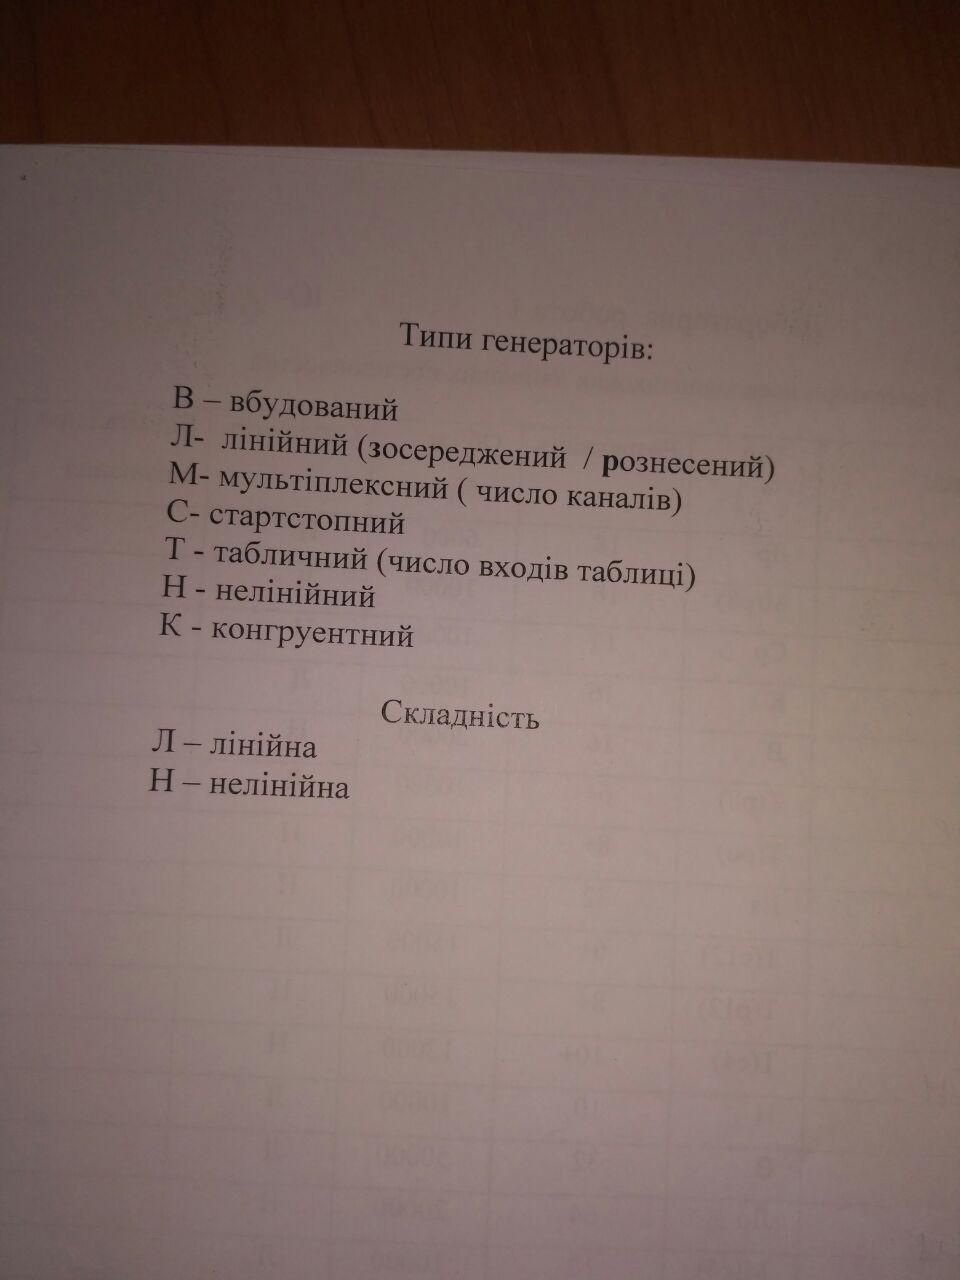 Типи генераторів:
В – вбудований
Л- лінійний (зосереджений / рознесений)
М- мультіплексний ( число каналів)
С- стартстопний
Т - табличний (число входів таблиці)
Н - нелінійний
К - конгруентний
Складність
Л – лінійна
Н – нелінійна